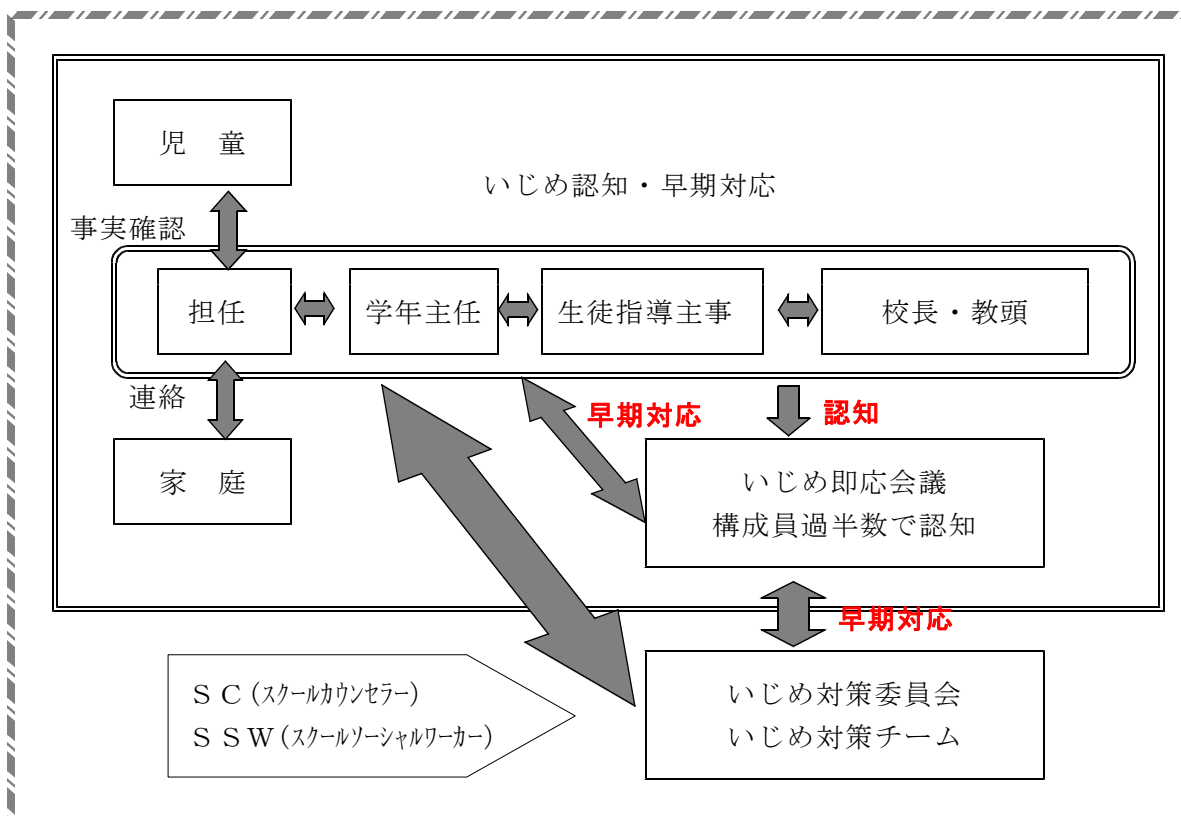 児　童
いじめ認知・早期対応
事実確認
担任
学年主任
生徒指導主事
校長・教頭
連絡
早期対応
認知
家　庭
いじめ即応会議
構成員過半数で認知
早期対応
ＳＣ(ｽｸｰﾙｶｳﾝｾﾗｰ)
ＳＳＷ(ｽｸｰﾙｿｰｼｬﾙﾜｰｶｰ)
いじめ対策委員会
いじめ対策チーム